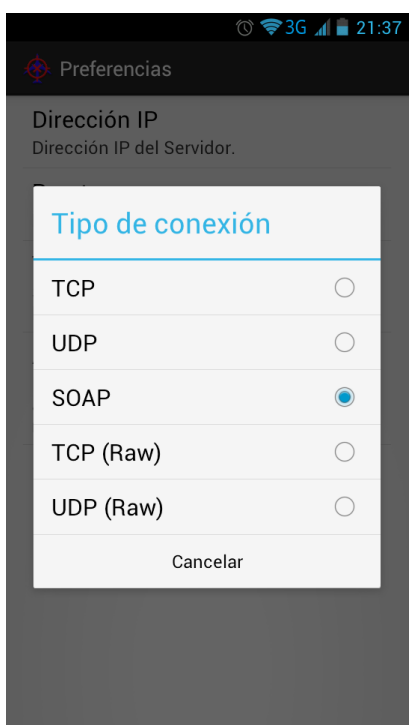 3G 21:37
Preferencias
Dirección IP
Dirección IP del Servidor.
Tipo de conexión
TCP
UDP
SOAP
TCP (Raw)
UDP (Raw)
Cancelar